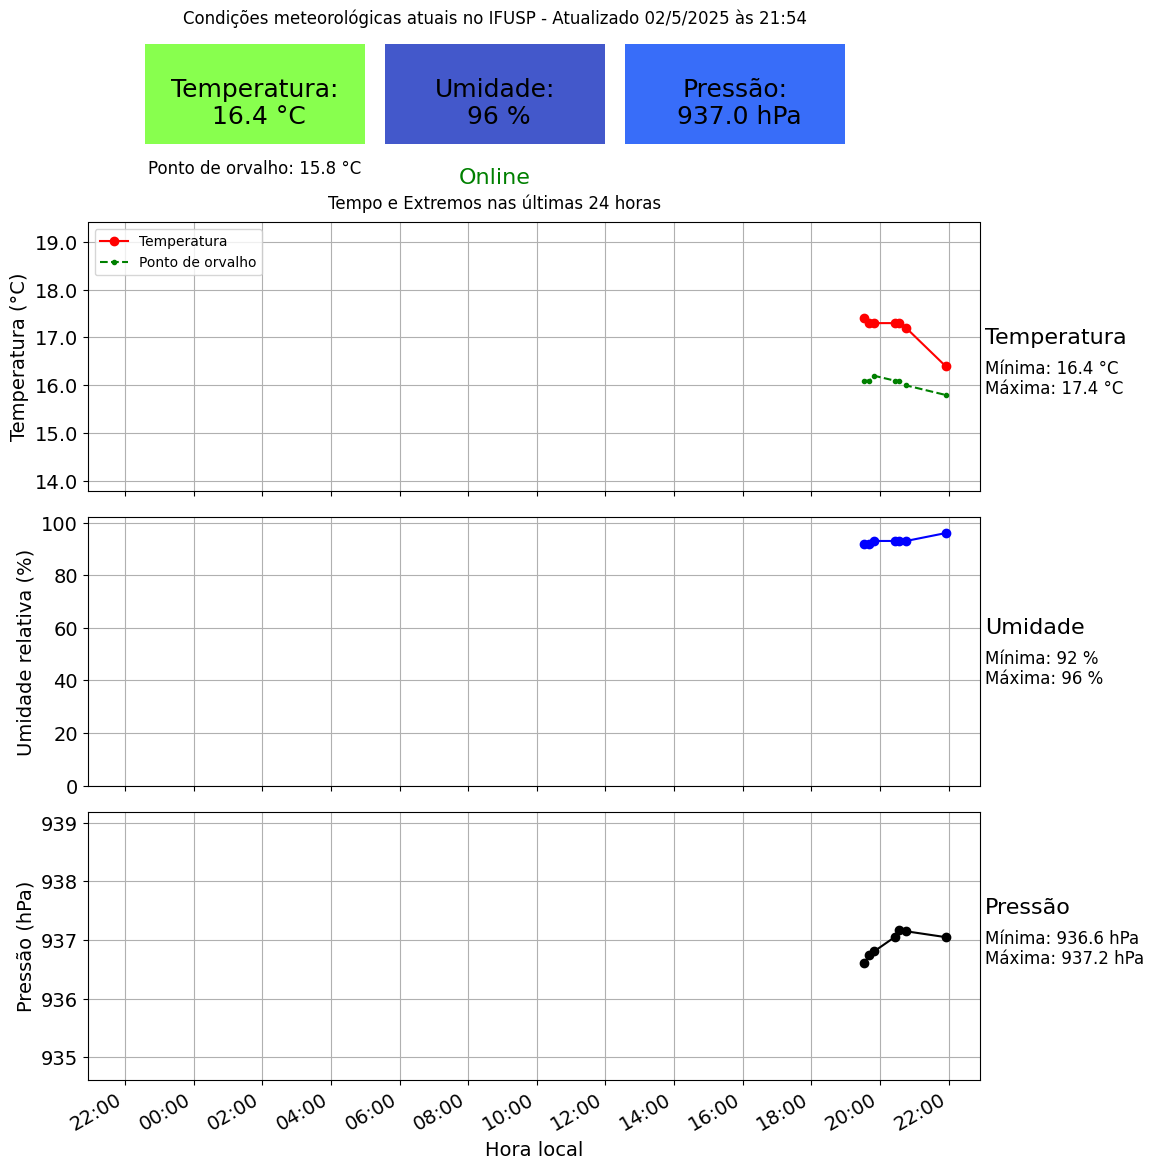 Condições meteorológicas atuais no IFUSP - Atualizado 02/5/2025 às 21:54
Temperatura:
16.4 °C
Umidade:
96 %
Pressão:
937.0 hPa
Ponto de orvalho: 15.8 °C
Online
Tempo e Extremos nas últimas 24 horas
Temperatura
Ponto de orvalho
Temperatura (°C)
19.0
18.0
17.0
16.0
15.0
14.0
Temperatura
Mínima: 16.4 °C
Máxima: 17.4 °C
Umidade relativa (%)
100
80
60
40
20
0
Umidade
Mínima: 92 %
Máxima: 96 %
Pressão (hPa)
939
938
937
936
935
Pressão
Mínima: 936.6 hPa
Máxima: 937.2 hPa
22:00
00:00
02:00
04:00
06:00
08:00
10:00
12:00
14:00
16:00
18:00
20:00
22:00
Hora local